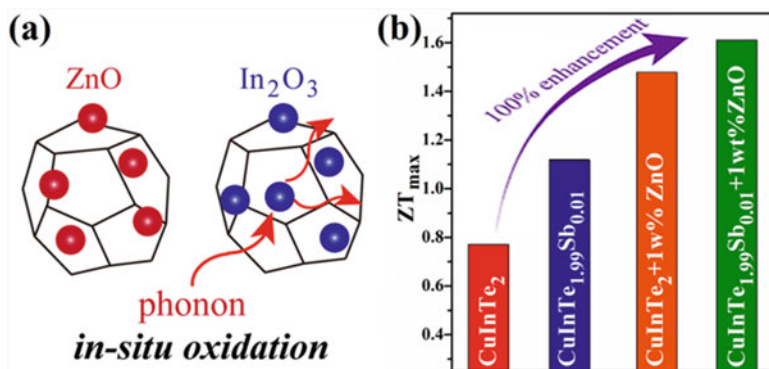 (a)
ZnO
In₂O₃
phonon
in-situ oxidation
(b)
ZTmax
1.6
1.4
1.2
1.0
0.8
0.6
0.4
100% enhancement
CuInTe₂
CuInTe₁.₉₉Sb₀.₀₁
CuInTe₂+1w% ZnO
CuInTe₁.₉₉Sb₀.₀₁+1wt%ZnO